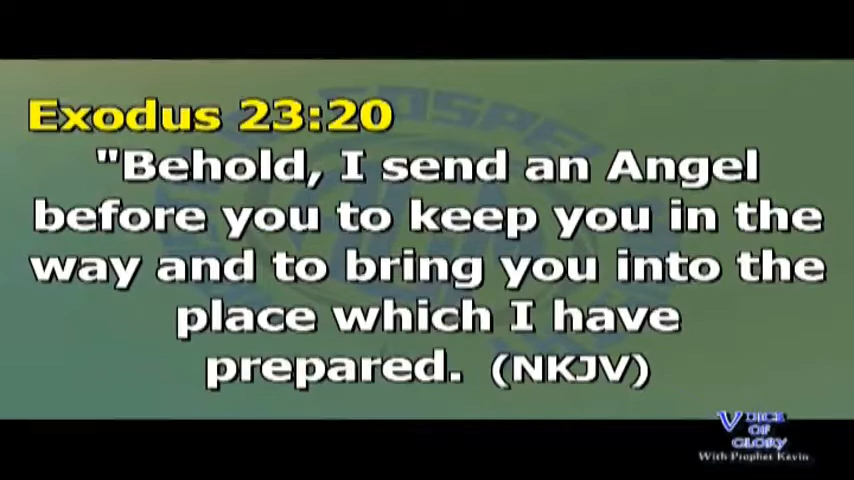 Exodus 23:20
"Behold, I send an Angel
before you to keep you in the
way and to bring you into the
place which I have
prepared. (NKJV)
VOICE
OF
GLORY
With Prophet Kevin